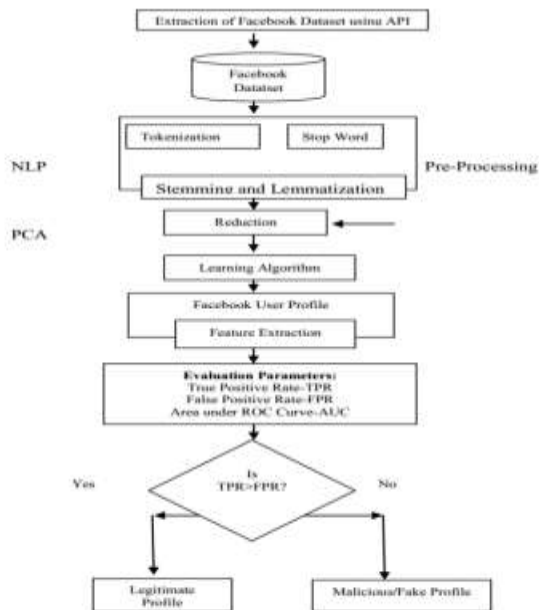 Extraction of Facebook Dataset using API
Facebook
Datatset
Tokenization
Stop Word
NLP
Pre-Processing
Stemming and Lemmatization
Reduction
PCA
Learning Algorithm
Facebook User Profile
Feature Extraction
Evaluation Parameters:
True Positive Rate-TPR
False Positive Rate-FPR
Area under ROC Curve-AUC
Is
TPR>FPR?
Yes
No
Legitimate
Profile
Malicious/Fake Profile